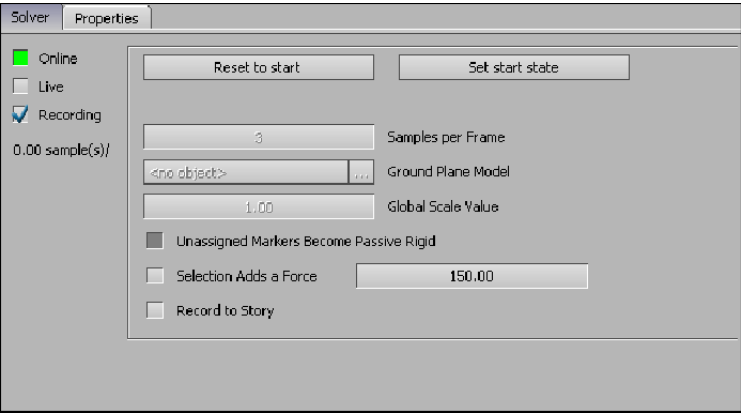 Solver Properties
Online
Live
Recording
0.00 sample(s)/
Reset to start Set start state
3 Samples per Frame
<no object> ... Ground Plane Model
1.00 Global Scale Value
Unassigned Markers Become Passive Rigid
Selection Adds a Force 150.00
Record to Story